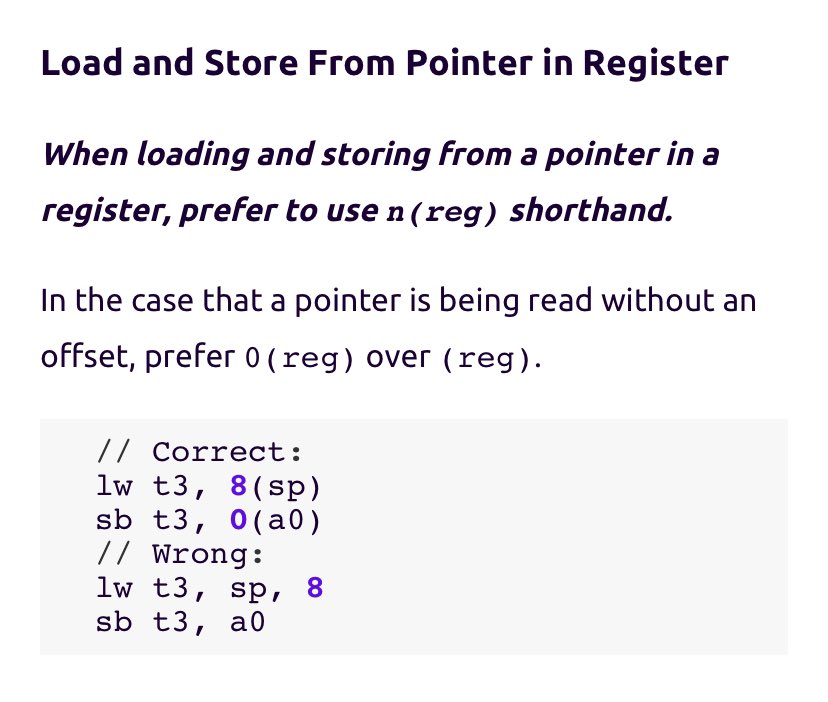 Load and Store From Pointer in Register
When loading and storing from a pointer in a
register, prefer to use n(reg) shorthand.
In the case that a pointer is being read without an
offset, prefer 0(reg) over (reg).
// Correct:
lw t3, 8(sp)
sb t3, 0(a0)
// Wrong:
lw t3, sp, 8
sb t3, a0